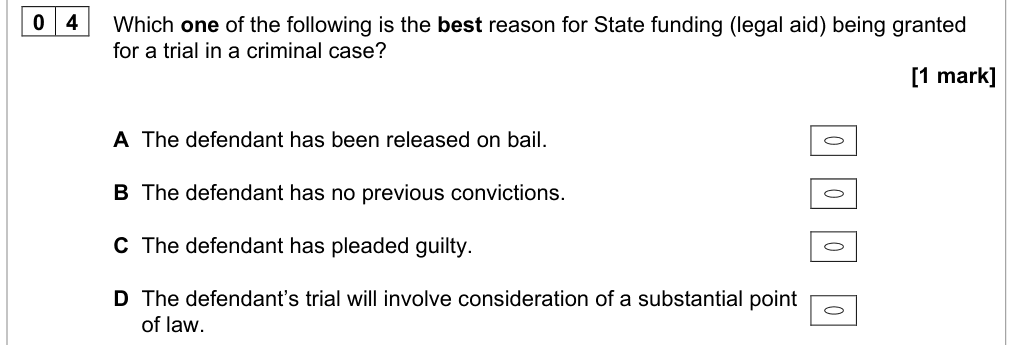 0 4 Which one of the following is the best reason for State funding (legal aid) being granted
for a trial in a criminal case?
[1 mark]
A The defendant has been released on bail.
B The defendant has no previous convictions.
C The defendant has pleaded guilty.
D The defendant’s trial will involve consideration of a substantial point
of law.